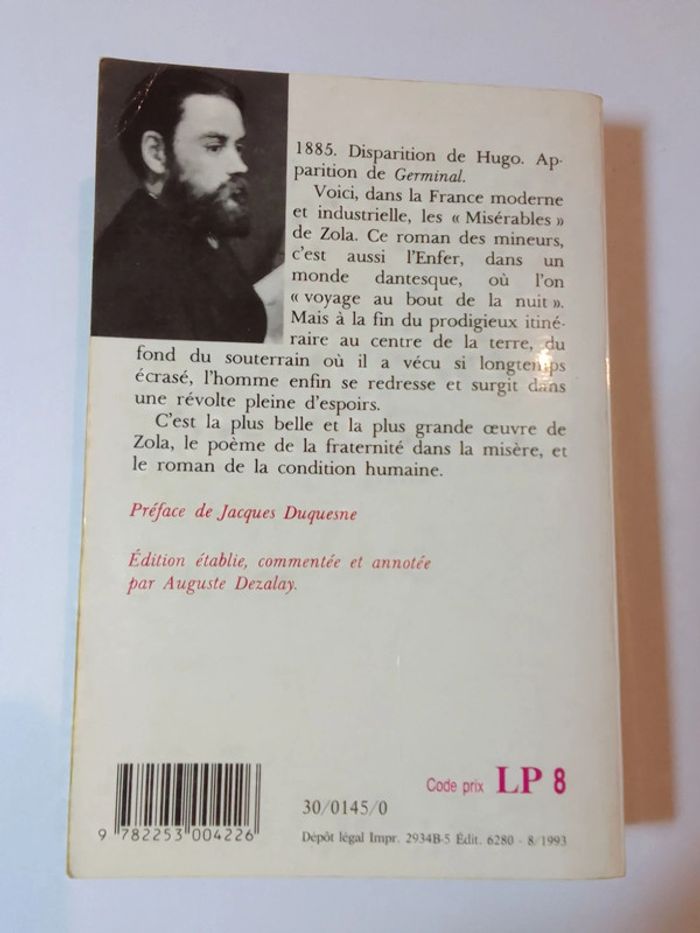 1885. Disparition de Hugo. Ap-
parition de Germinal.
Voici, dans la France moderne
et industrielle, les « Misérables »
de Zola. Ce roman des mineurs,
c'est aussi l'Enfer, dans un
monde dantesque, où l'on
« voyage au bout de la nuit ».
Mais à la fin du prodigieux itiné-
raire au centre de la terre, du
fond du souterrain où il a vécu si longtemps
écrasé, l'homme enfin se redresse et surgit dans
une révolte pleine d'espoirs.
C'est la plus belle et la plus grande œuvre de
Zola, le poème de la fraternité dans la misère, et
le roman de la condition humaine.
Préface de Jacques Duquesne
Édition établie, commentée et annotée
par Auguste Dezalay.
Code prix LP 8
30/0145/0
9 782253 004226
Dépôt légal Impr. 2934B-5 Édit. 6280 - 8/1993